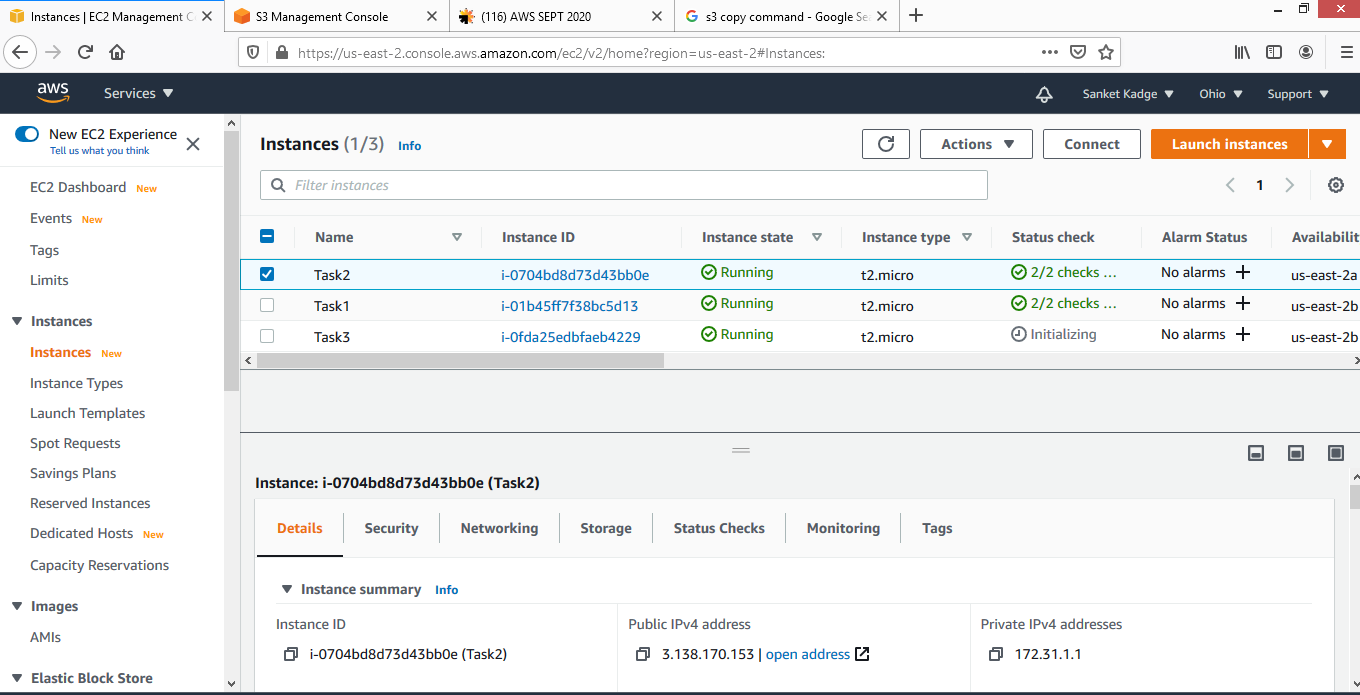 Instances | EC2 Management C
S3 Management Console
(116) AWS SEPT 2020
s3 copy command - Google Se
https://us-east-2.console.aws.amazon.com/ec2/v2/home?region=us-east-2#Instances:
aws
Services
Sanket Kadge
Ohio
Support
New EC2 Experience
Tell us what you think
EC2 Dashboard New
Events New
Tags
Limits
Instances
Instances New
Instance Types
Launch Templates
Spot Requests
Savings Plans
Reserved Instances
Dedicated Hosts New
Capacity Reservations
Images
AMIs
Elastic Block Store
Instances (1/3) Info
Actions
Connect
Launch instances
Filter instances
1
Name Instance ID Instance state Instance type Status check Alarm Status Availabilit
Task2 i-0704bd8d73d43bb0e Running t2.micro 2/2 checks ... No alarms + us-east-2a
Task1 i-01b45ff7f38bc5d13 Running t2.micro 2/2 checks ... No alarms + us-east-2b
Task3 i-0fda25edbfaeb4229 Running t2.micro Initializing No alarms + us-east-2b
Instance: i-0704bd8d73d43bb0e (Task2)
Details Security Networking Storage Status Checks Monitoring Tags
Instance summary Info
Instance ID Public IPv4 address Private IPv4 addresses
i-0704bd8d73d43bb0e (Task2) 3.138.170.153 | open address 172.31.1.1